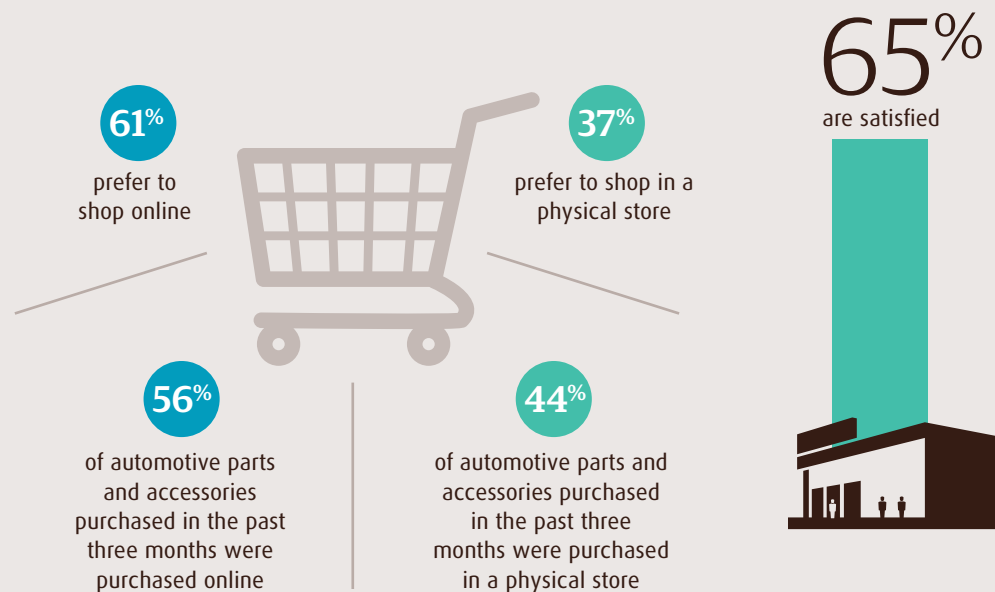 61%
prefer to
shop online
37%
prefer to shop in a
physical store
56%
of automotive parts
and accessories
purchased in the past
three months were
purchased online
44%
of automotive parts and
accessories purchased
in the past three
months were purchased
in a physical store
65%
are satisfied